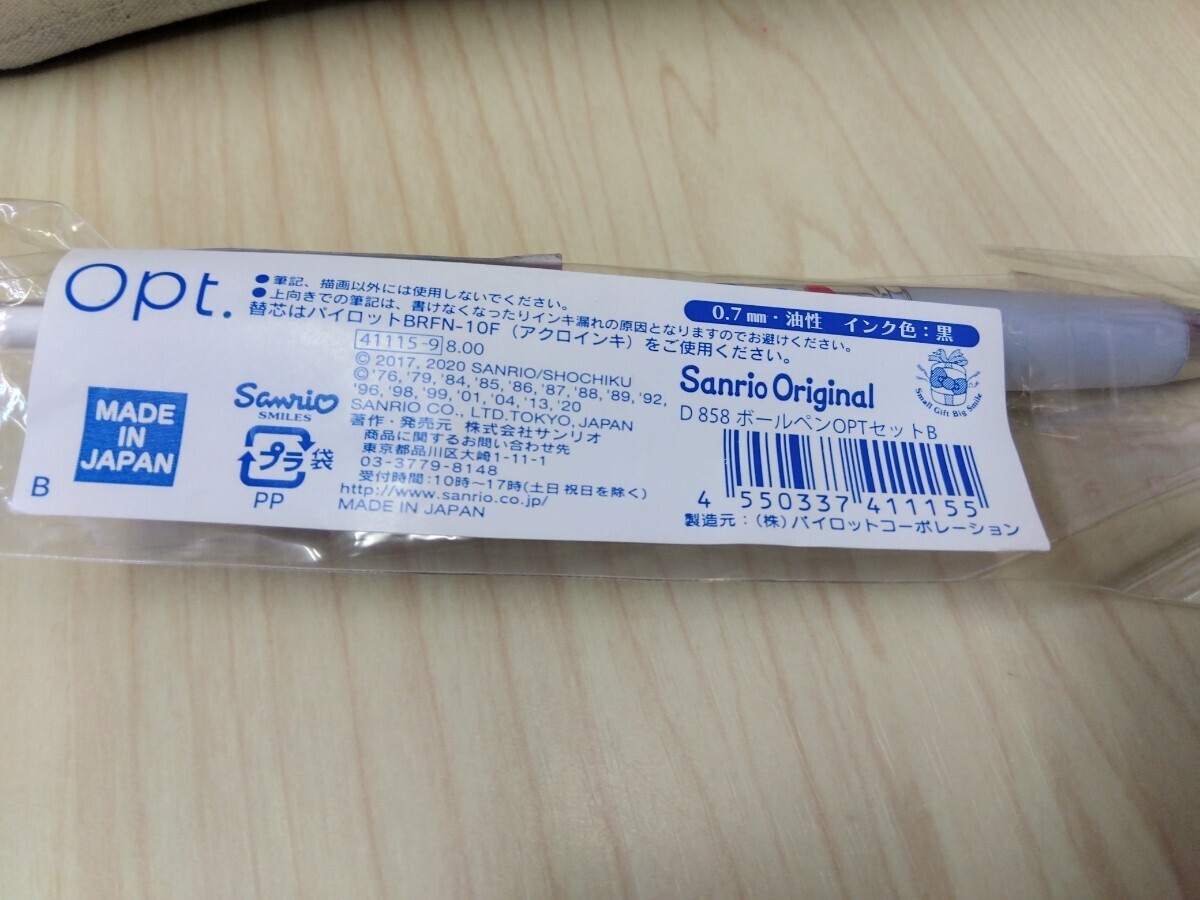 Opt.
●筆記、描画以外には使用しないでください。
●上向きでの筆記は、書けなくなったりインキ漏れの原因となりますのでお避けください。
替芯はパイロットBRFN-10F（アクロインキ）をご使用ください。
41115-9 8.00
© 2017, 2020 SANRIO/SHOCHIKU
© '76, '79, '84, '85, '86, '87, '88, '89, '92,
'96, '98, '99, '01, '04, '13, '20
SANRIO CO., LTD.TOKYO, JAPAN
著作・発売元 株式会社サンリオ
商品に関するお問い合わせ先
東京都品川区大崎1-11-1
03-3779-8148
受付時間：10時〜17時(土日祝日を除く)
http://www.sanrio.co.jp/
MADE IN JAPAN
MADE
IN
JAPAN
B
Sanrio
SMILES
プラ
袋
PP
0.7㎜・油性 インク色：黒
Sanrio Original
Small Gift Big Smile
D 858 ボールペンOPTセットB
4 550337 411155
製造元：(株)パイロットコーポレーション